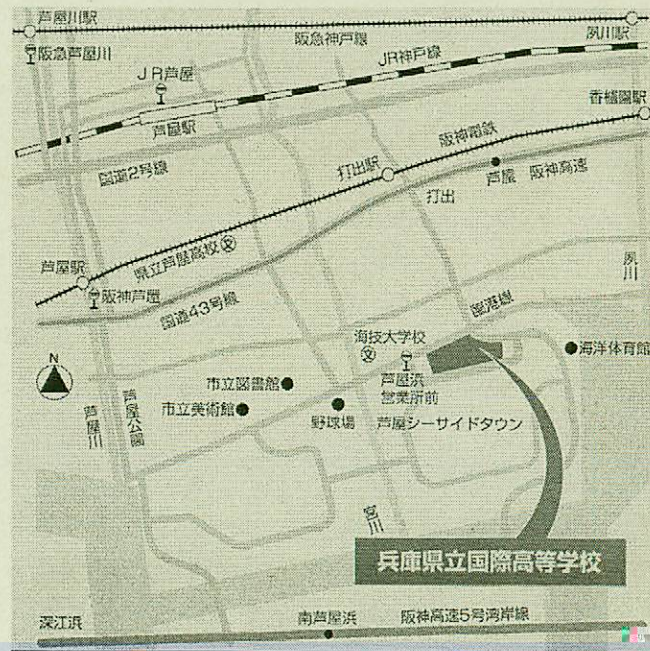 芦屋川駅
阪急神戸線
夙川駅
阪急芦屋川
JR神戸線
JR芦屋
芦屋駅
香櫨園駅
阪神電鉄
国道2号線
打出駅
芦屋
阪神高速
打出
県立芦屋高校
文
芦屋駅
阪神芦屋
国道43号線
夙川
臨港線
海技大学校
文
海洋体育館
N
芦屋浜
営業所前
市立図書館
市立美術館
芦屋川
芦屋公園
野球場
芦屋シーサイドタウン
宮川
兵庫県立国際高等学校
深江浜
南芦屋浜
阪神高速5号湾岸線